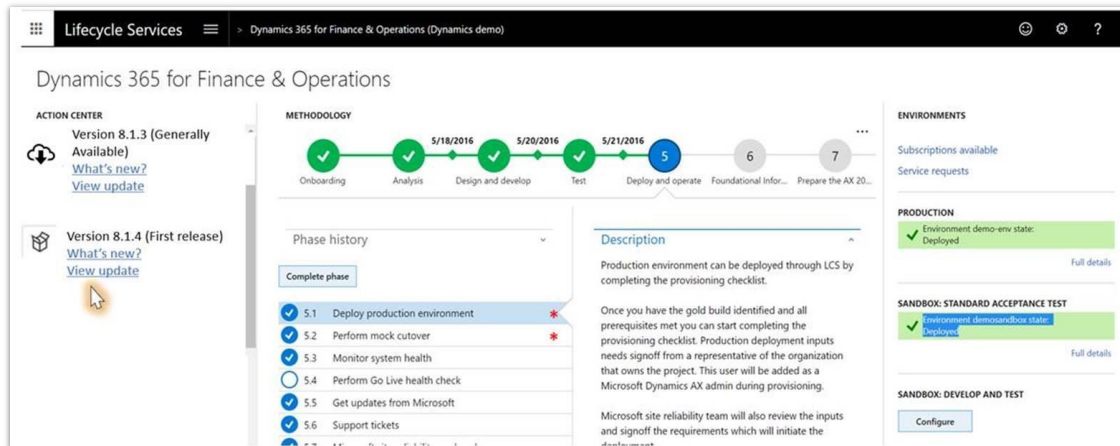 Lifecycle Services
> Dynamics 365 for Finance & Operations (Dynamics demo)
?
Dynamics 365 for Finance & Operations
ACTION CENTER
Version 8.1.3 (Generally
Available)
What's new?
View update
Version 8.1.4 (First release)
What's new?
View update
METHODOLOGY
...
5/18/2016
5/20/2016
5/21/2016
5
6
7
Onboarding
Analysis
Design and develop
Test
Deploy and operate
Foundational Infor...
Prepare the AX 20...
Phase history
Complete phase
5.1 Deploy production environment *
5.2 Perform mock cutover *
5.3 Monitor system health
5.4 Perform Go Live health check
5.5 Get updates from Microsoft
5.6 Support tickets
Description
Production environment can be deployed through LCS by
completing the provisioning checklist.
Once you have the gold build identified and all
prerequisites met you can start completing the
provisioning checklist. Production deployment inputs
needs signoff from a representative of the organization
that owns the project. This user will be added as a
Microsoft Dynamics AX admin during provisioning.
Microsoft site reliability team will also review the inputs
and signoff the requirements which will initiate the
deployment
ENVIRONMENTS
Subscriptions available
Service requests
PRODUCTION
Environment demo-env state:
Deployed
Full details
SANDBOX: STANDARD ACCEPTANCE TEST
Environment demosandbox state:
Deployed
Full details
SANDBOX: DEVELOP AND TEST
Configure